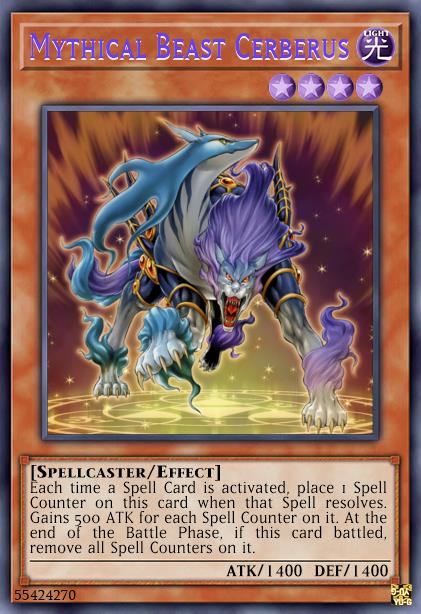 Mythical Beast Cerberus
LIGHT
光
[Spellcaster/Effect]
Each time a Spell Card is activated, place 1 Spell
Counter on this card when that Spell resolves.
Gains 500 ATK for each Spell Counter on it. At the
end of the Battle Phase, if this card battled,
remove all Spell Counters on it.
ATK/1400 DEF/1400
55424270